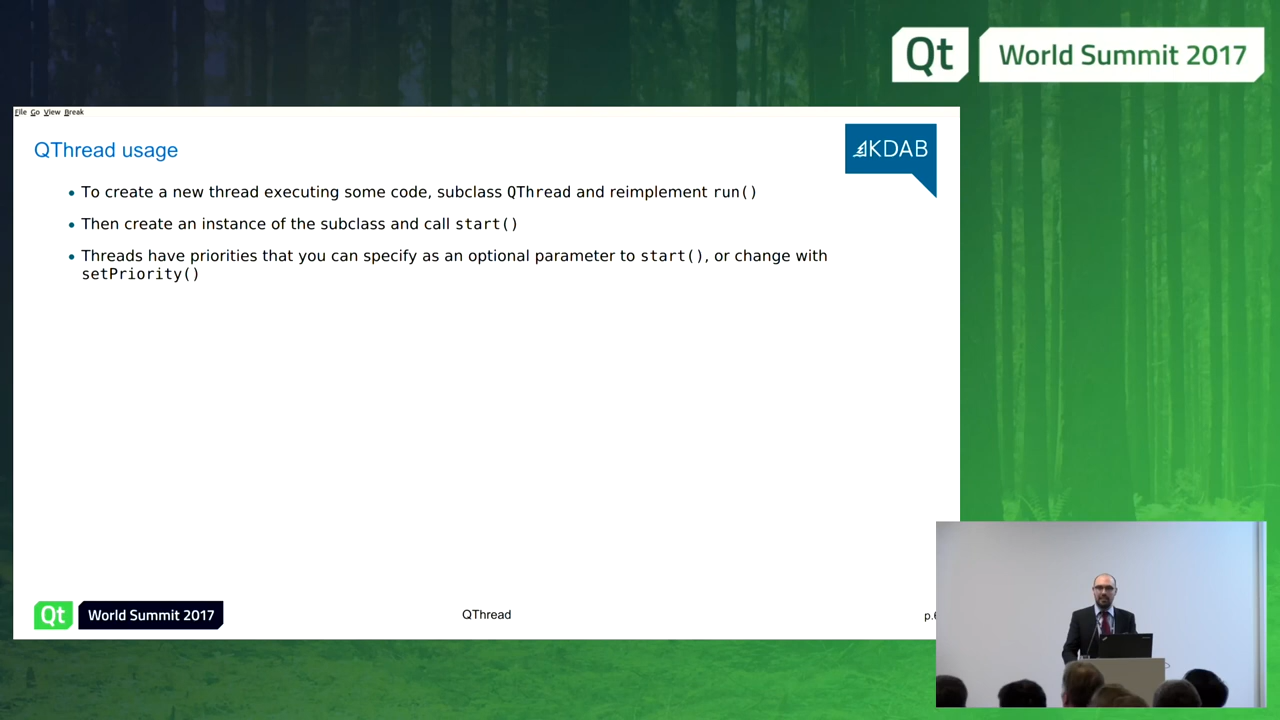 Qt World Summit 2017
File Go View Break
QThread usage
KDAB
• To create a new thread executing some code, subclass QThread and reimplement run()
• Then create an instance of the subclass and call start()
• Threads have priorities that you can specify as an optional parameter to start(), or change with
setPriority()
Qt World Summit 2017
QThread
p.6